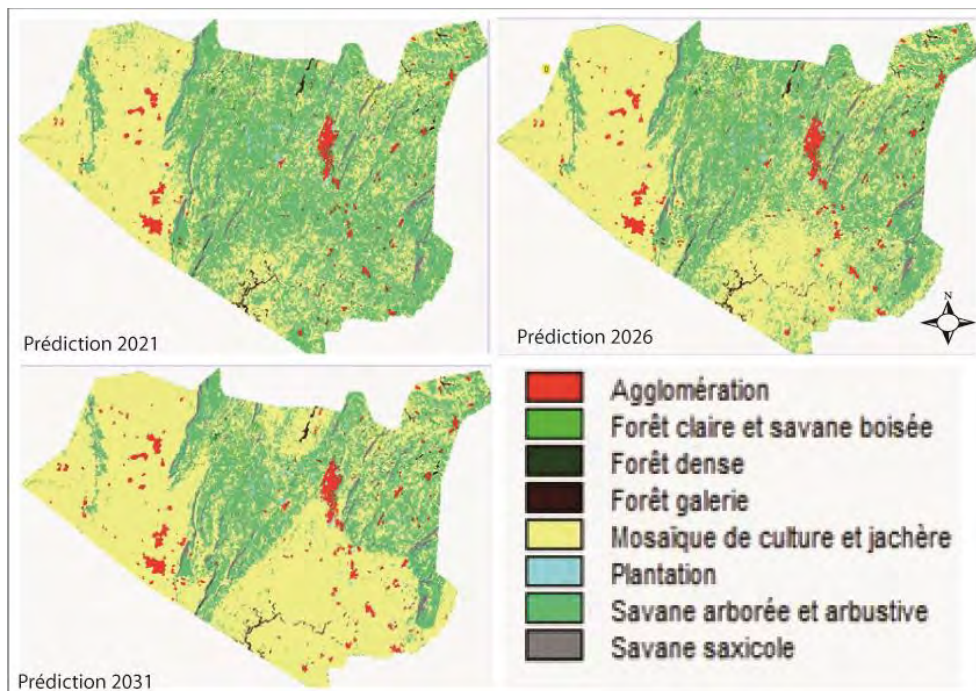 Prédiction 2021
Prédiction 2026
N
Prédiction 2031
Agglomération
Forêt claire et savane boisée
Forêt dense
Forêt galerie
Mosaïque de culture et jachère
Plantation
Savane arborée et arbustive
Savane saxicole